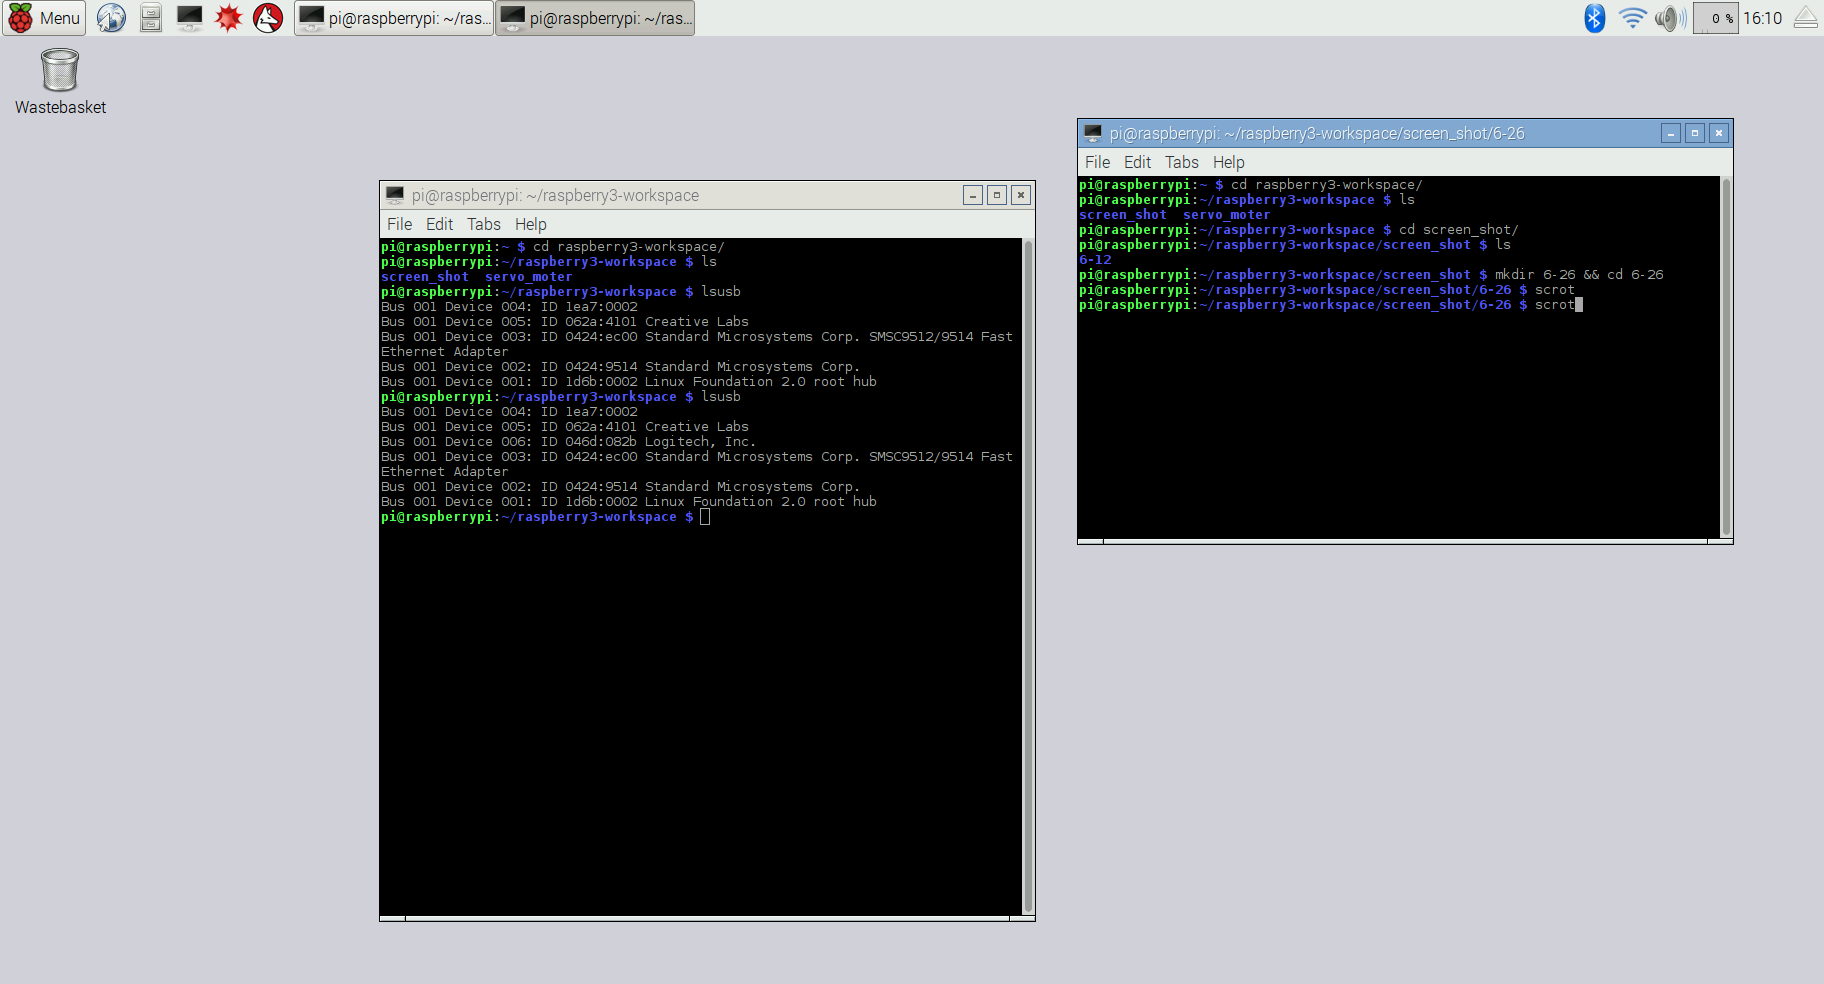 Menu
pi@raspberrypi: ~/ras...
pi@raspberrypi: ~/ras...
0 %
16:10
Wastebasket
pi@raspberrypi: ~/raspberry3-workspace
File Edit Tabs Help
pi@raspberrypi:~ $ cd raspberry3-workspace/
pi@raspberrypi:~/raspberry3-workspace $ ls
screen_shot  servo_moter
pi@raspberrypi:~/raspberry3-workspace $ lsusb
Bus 001 Device 004: ID 1ea7:0002
Bus 001 Device 005: ID 062a:4101 Creative Labs
Bus 001 Device 003: ID 0424:ec00 Standard Microsystems Corp. SMSC9512/9514 Fast
Ethernet Adapter
Bus 001 Device 002: ID 0424:9514 Standard Microsystems Corp.
Bus 001 Device 001: ID 1d6b:0002 Linux Foundation 2.0 root hub
pi@raspberrypi:~/raspberry3-workspace $ lsusb
Bus 001 Device 004: ID 1ea7:0002
Bus 001 Device 005: ID 062a:4101 Creative Labs
Bus 001 Device 006: ID 046d:082b Logitech, Inc.
Bus 001 Device 003: ID 0424:ec00 Standard Microsystems Corp. SMSC9512/9514 Fast
Ethernet Adapter
Bus 001 Device 002: ID 0424:9514 Standard Microsystems Corp.
Bus 001 Device 001: ID 1d6b:0002 Linux Foundation 2.0 root hub
pi@raspberrypi:~/raspberry3-workspace $
pi@raspberrypi: ~/raspberry3-workspace/screen_shot/6-26
File Edit Tabs Help
pi@raspberrypi:~ $ cd raspberry3-workspace/
pi@raspberrypi:~/raspberry3-workspace $ ls
screen_shot  servo_moter
pi@raspberrypi:~/raspberry3-workspace $ cd screen_shot/
pi@raspberrypi:~/raspberry3-workspace/screen_shot $ ls
6-12
pi@raspberrypi:~/raspberry3-workspace/screen_shot $ mkdir 6-26 && cd 6-26
pi@raspberrypi:~/raspberry3-workspace/screen_shot/6-26 $ scrot
pi@raspberrypi:~/raspberry3-workspace/screen_shot/6-26 $ scrot